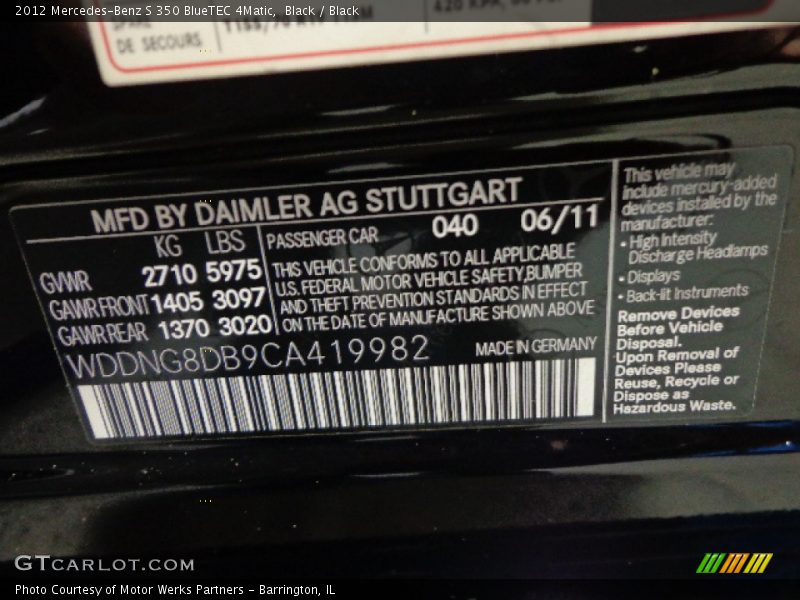 2012 Mercedes-Benz S 350 BlueTEC 4Matic,  Black / Black
DE SECOURS
MFD BY DAIMLER AG STUTTGART
KG LBS
GVWR 2710 5975
GAWR FRONT 1405 3097
GAWR REAR 1370 3020
PASSENGER CAR 040 06/11
THIS VEHICLE CONFORMS TO ALL APPLICABLE
U.S. FEDERAL MOTOR VEHICLE SAFETY,BUMPER
AND THEFT PREVENTION STANDARDS IN EFFECT
ON THE DATE OF MANUFACTURE SHOWN ABOVE
WDDNG8DB9CA419982
MADE IN GERMANY
This vehicle may
include mercury-added
devices installed by the
manufacturer:
• High Intensity
Discharge Headlamps
• Displays
• Back-lit Instruments
Remove Devices
Before Vehicle
Disposal.
Upon Removal of
Devices Please
Reuse, Recycle or
Dispose as
Hazardous Waste.
GTCARLOT.COM
Photo Courtesy of Motor Werks Partners - Barrington, IL